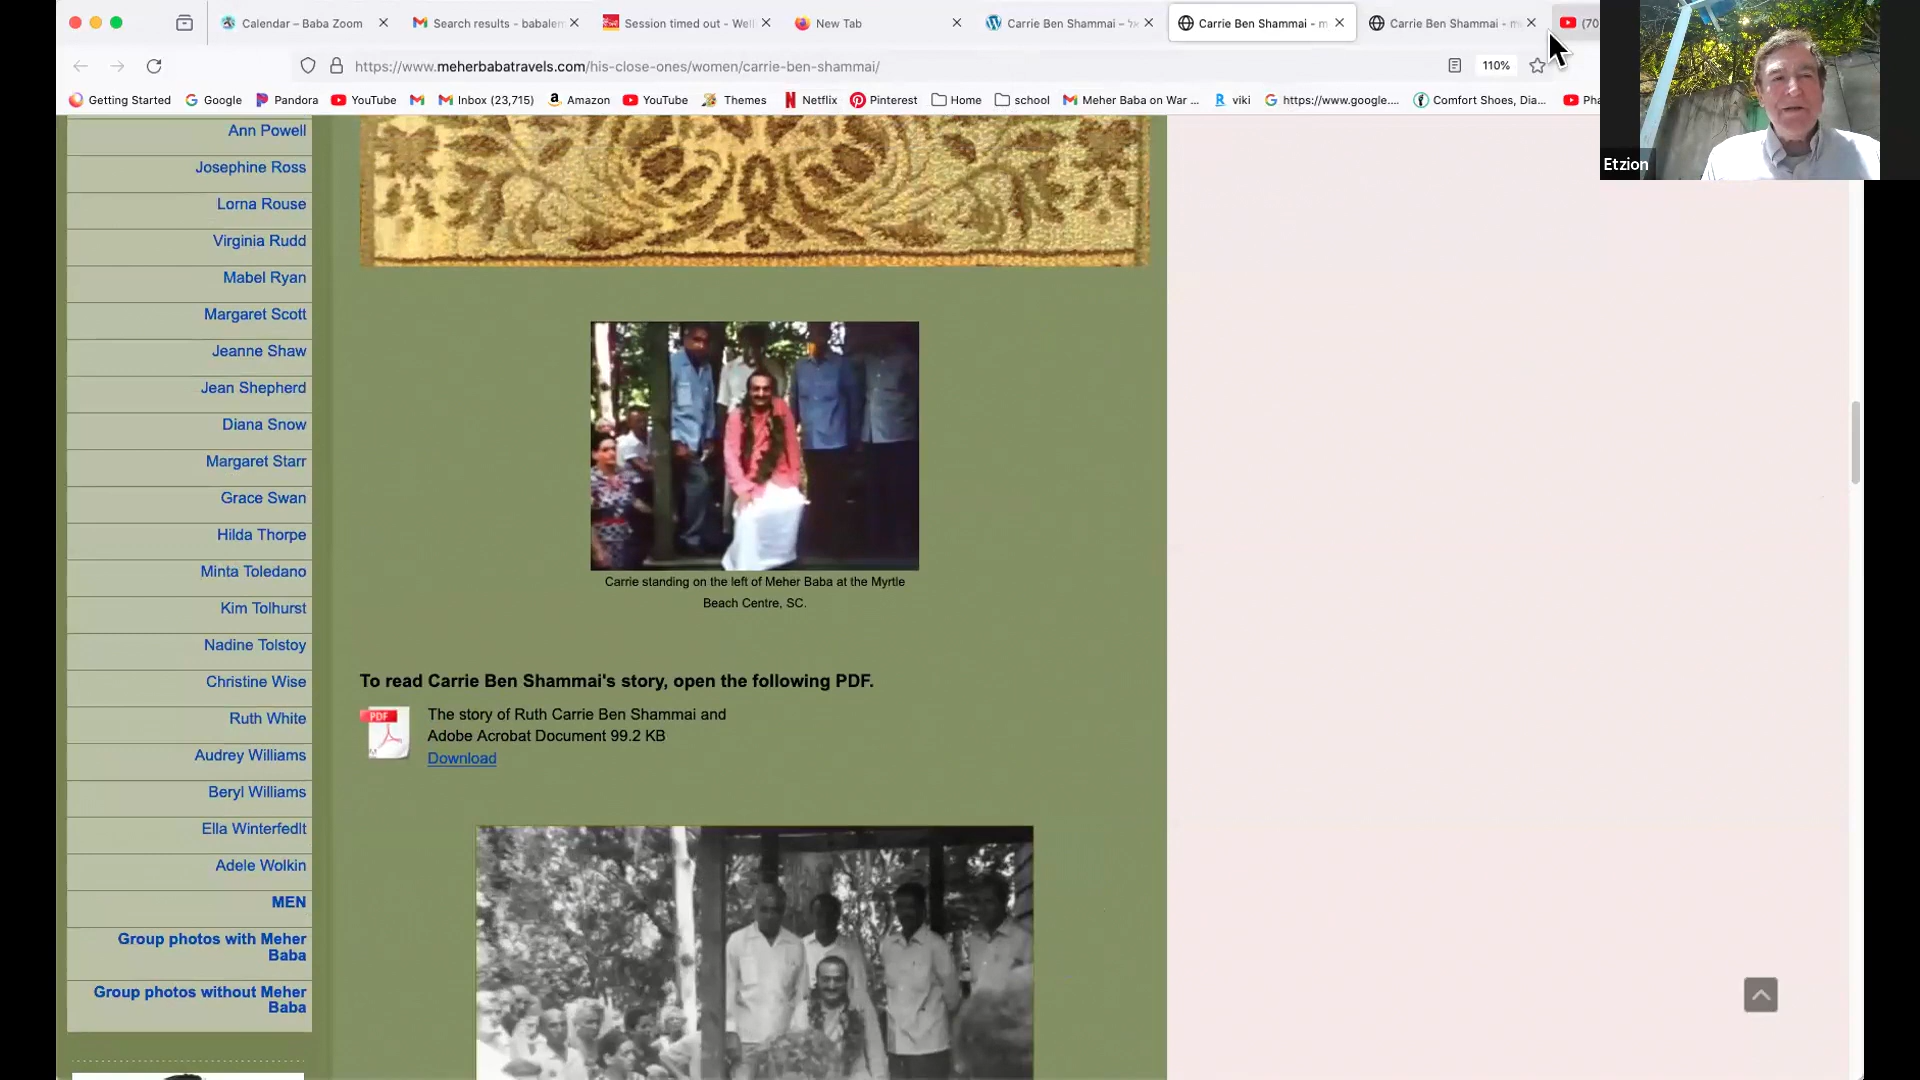 Calendar – Baba Zoom
Search results - babalem
Session timed out - Well
New Tab
Carrie Ben Shammai –
Carrie Ben Shammai - m
Carrie Ben Shammai - m
(70
https://www.meherbabatravels.com/his-close-ones/women/carrie-ben-shammai/
110%
Getting Started
Google
Pandora
YouTube
Inbox (23,715)
Amazon
YouTube
Themes
Netflix
Pinterest
Home
school
Meher Baba on War ...
viki
https://www.google....
Comfort Shoes, Dia...
Pha
Etzion
Ann Powell
Josephine Ross
Lorna Rouse
Virginia Rudd
Mabel Ryan
Margaret Scott
Jeanne Shaw
Jean Shepherd
Diana Snow
Margaret Starr
Grace Swan
Hilda Thorpe
Minta Toledano
Kim Tolhurst
Nadine Tolstoy
Christine Wise
Ruth White
Audrey Williams
Beryl Williams
Ella Winterfedlt
Adele Wolkin
MEN
Group photos with Meher
Baba
Group photos without Meher
Baba
Carrie standing on the left of Meher Baba at the Myrtle
Beach Centre, SC.
To read Carrie Ben Shammai's story, open the following PDF.
PDF
The story of Ruth Carrie Ben Shammai and
Adobe Acrobat Document 99.2 KB
Download